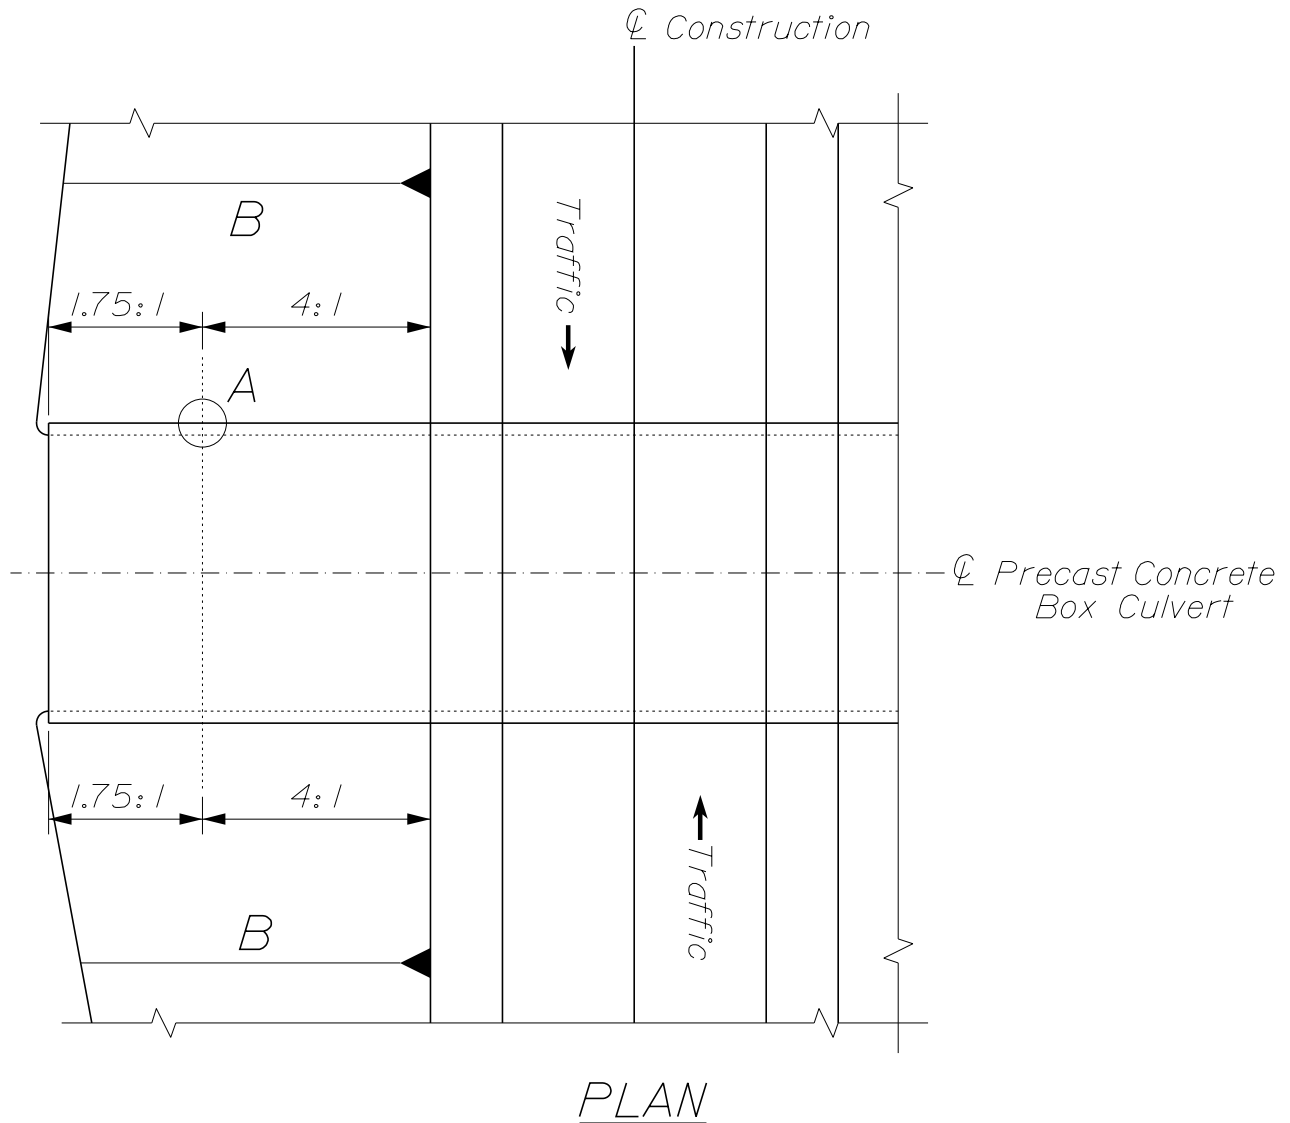 ℄ Construction
B
1.75:1
4:1
Traffic
A
℄ Precast Concrete
Box Culvert
1.75:1
4:1
Traffic
B
PLAN